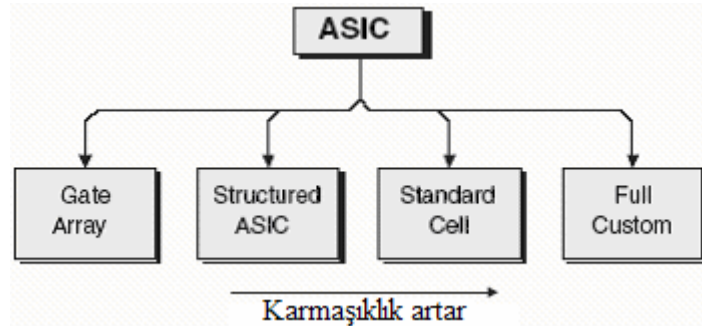 ASIC
Gate
Array
Structured
ASIC
Standard
Cell
Full
Custom
Karmaşıklık artar